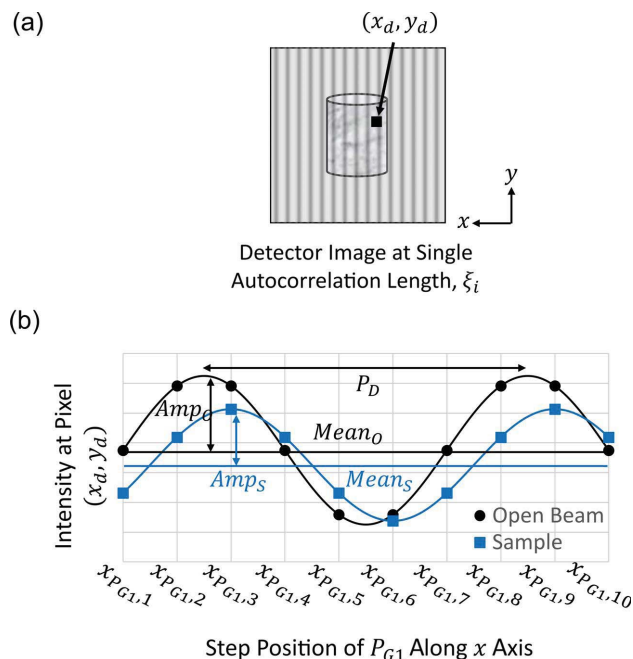 (a)
(x_d, y_d)
y
x
Detector Image at Single
Autocorrelation Length, ξ_i
(b)
P_D
Amp_O
Mean_O
Amp_S
Mean_S
Intensity at Pixel
(x_d, y_d)
Open Beam
Sample
x_{P_{G1},1} x_{P_{G1},2} x_{P_{G1},3} x_{P_{G1},4} x_{P_{G1},5} x_{P_{G1},6} x_{P_{G1},7} x_{P_{G1},8} x_{P_{G1},9} x_{P_{G1},10}
Step Position of P_{G1} Along x Axis